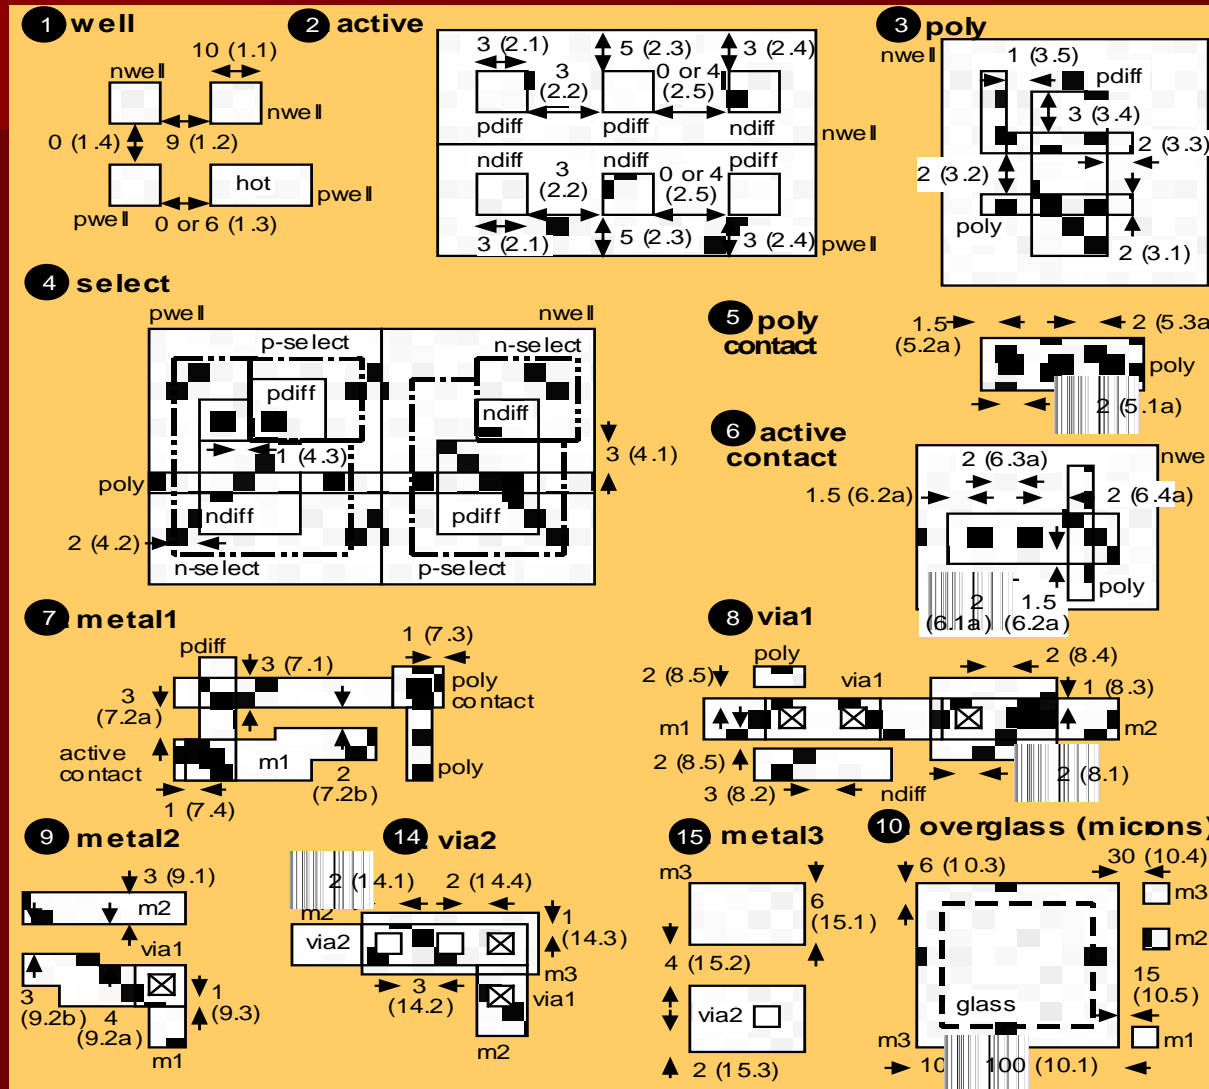 1 well
10 (1.1)
nwell
nwell
0 (1.4)
9 (1.2)
hot
pwell
pwell
0 or 6 (1.3)
2 active
3 (2.1)
5 (2.3)
3 (2.4)
3
(2.2)
0 or 4
(2.5)
pdiff
pdiff
ndiff
nwell
ndiff
ndiff
pdiff
3
(2.2)
0 or 4
(2.5)
3 (2.1)
5 (2.3)
3 (2.4)
pwell
3 poly
nwell
1 (3.5)
pdiff
3 (3.4)
2 (3.3)
2 (3.2)
poly
2 (3.1)
4 select
pwell
nwell
p-select
n-select
pdiff
ndiff
1 (4.3)
3 (4.1)
poly
ndiff
pdiff
2 (4.2)
n-select
p-select
5 poly
contact
1.5
(5.2a)
2 (5.3a
poly
2 (5.1a)
6 active
contact
2 (6.3a)
nwe
1.5 (6.2a)
2 (6.4a)
poly
2
(6.1a)
1.5
(6.2a)
7 metal1
pdiff
1 (7.3)
3 (7.1)
poly
contact
3
(7.2a)
active
contact
m1
2
(7.2b)
poly
1 (7.4)
8 via1
poly
2 (8.4)
2 (8.5)
via1
1 (8.3)
m1
m2
2 (8.5)
2 (8.1)
3 (8.2)
ndiff
9 metal2
3 (9.1)
m2
via1
3
(9.2b)
4
(9.2a)
1
(9.3)
m1
14 via2
2 (14.1)
2 (14.4)
m2
1
(14.3)
via2
m3
3
(14.2)
via1
m2
15 metal3
m3
6
(15.1)
4 (15.2)
via2
2 (15.3)
10 overglass (microns)
6 (10.3)
30 (10.4)
m3
m2
15
(10.5)
glass
m3
m1
10
100 (10.1)